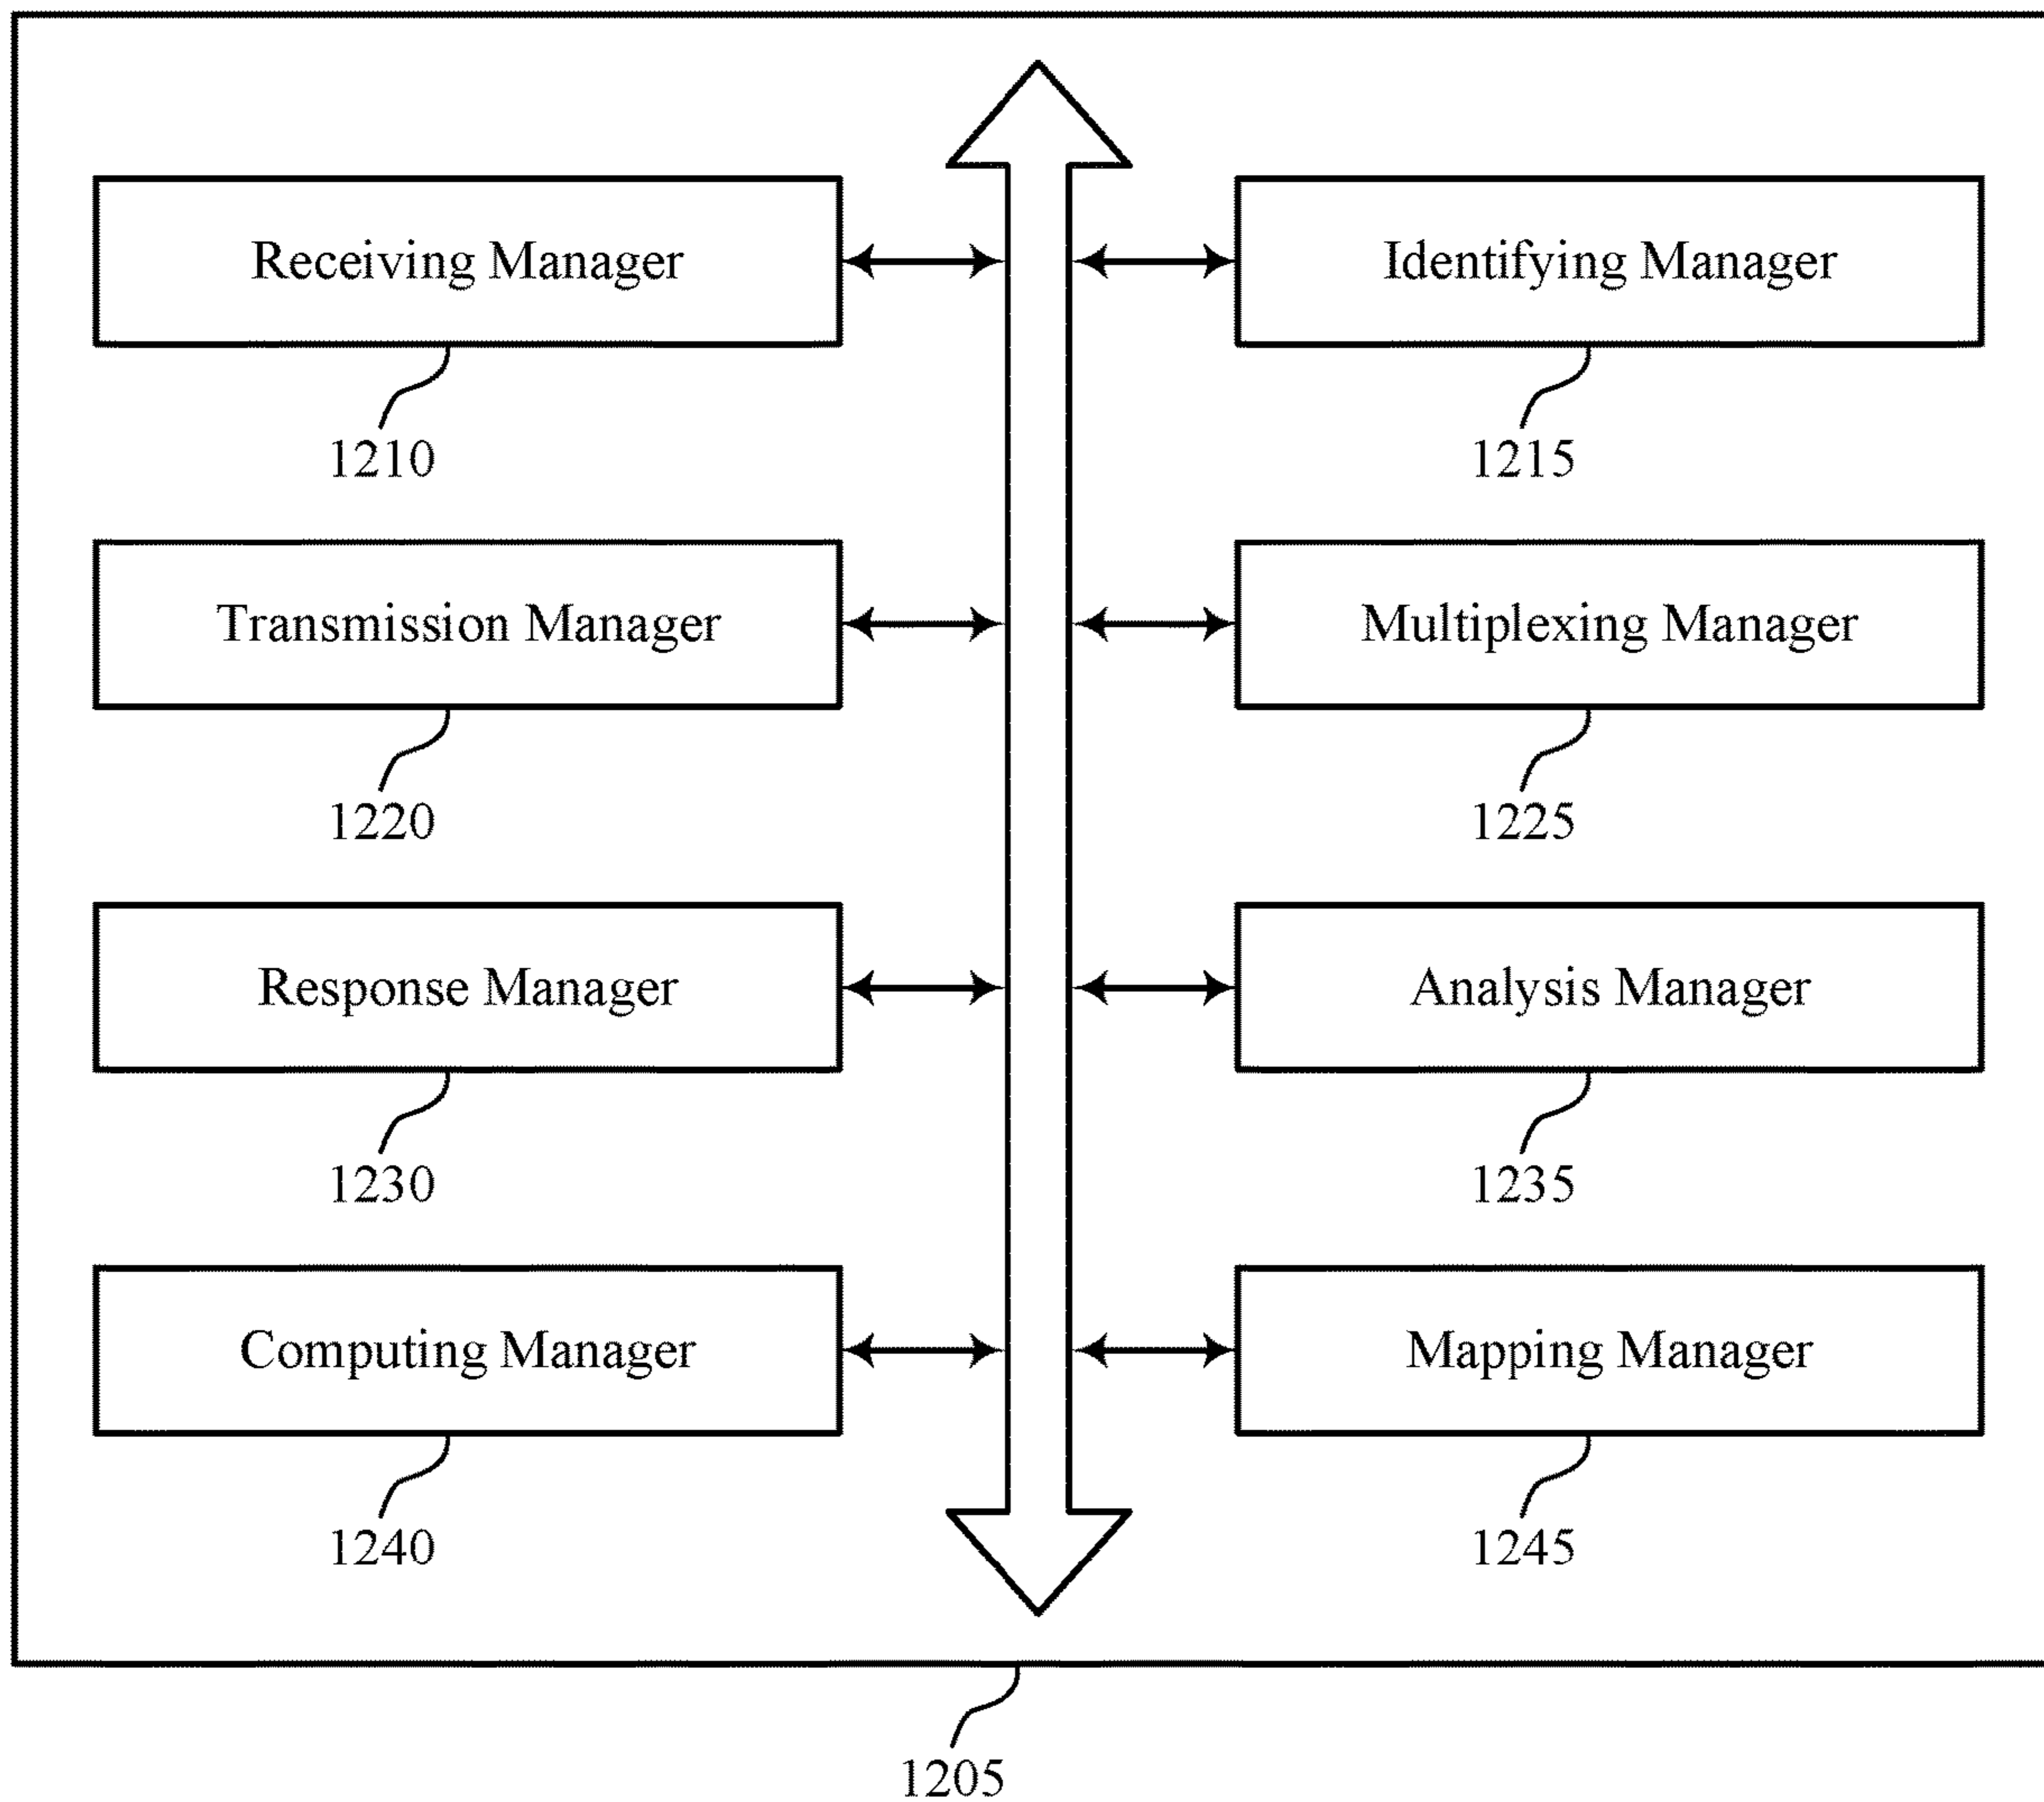 Receiving Manager
Identifying Manager
1210
1215
Transmission Manager
Multiplexing Manager
1220
1225
Response Manager
Analysis Manager
1230
1235
Computing Manager
Mapping Manager
1240
1245
1205